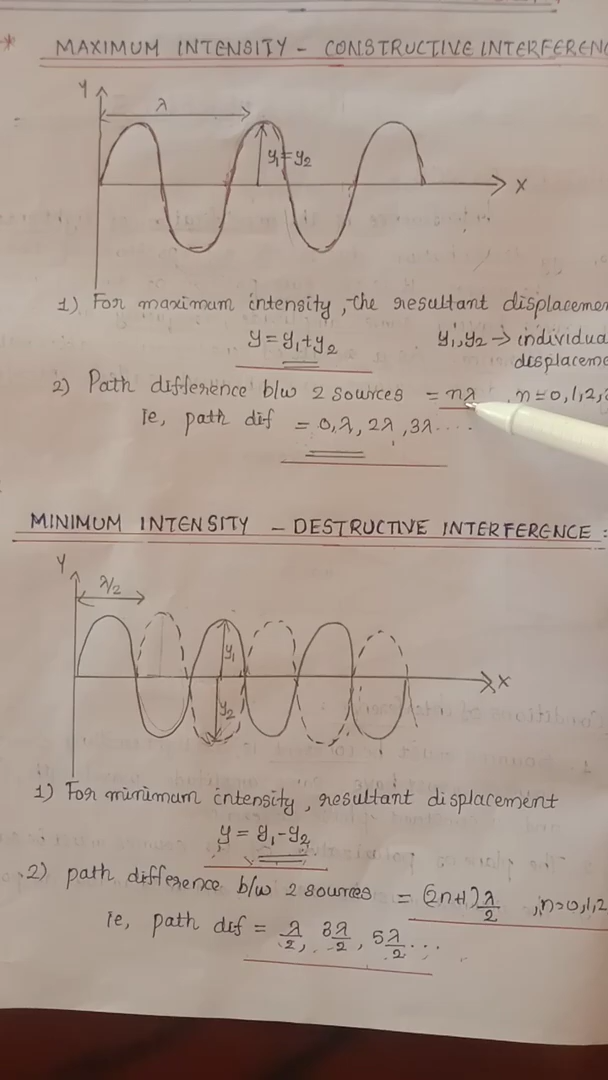 * MAXIMUM INTENSITY - CONSTRUCTIVE INTERFERENC
Y
λ
y₁=y₂
X
1) For maximum intensity, the resultant displacemen
y = y₁+y₂ y₁, y₂ → individua
displaceme
2) Path difference b/w 2 sources = nλ , n=0,1,2,
Ie, path dif = 0, λ, 2λ, 3λ....
MINIMUM INTENSITY - DESTRUCTIVE INTERFERENCE :
Y
λ/2
y₁
X
y₂
1) For minimum intensity, resultant displacement
y = y₁-y₂
2) path difference b/w 2 sources = (2n+1) λ/2 , n=0,1,2
Ie, path dif = λ/2, 3λ/2, 5λ/2 ...